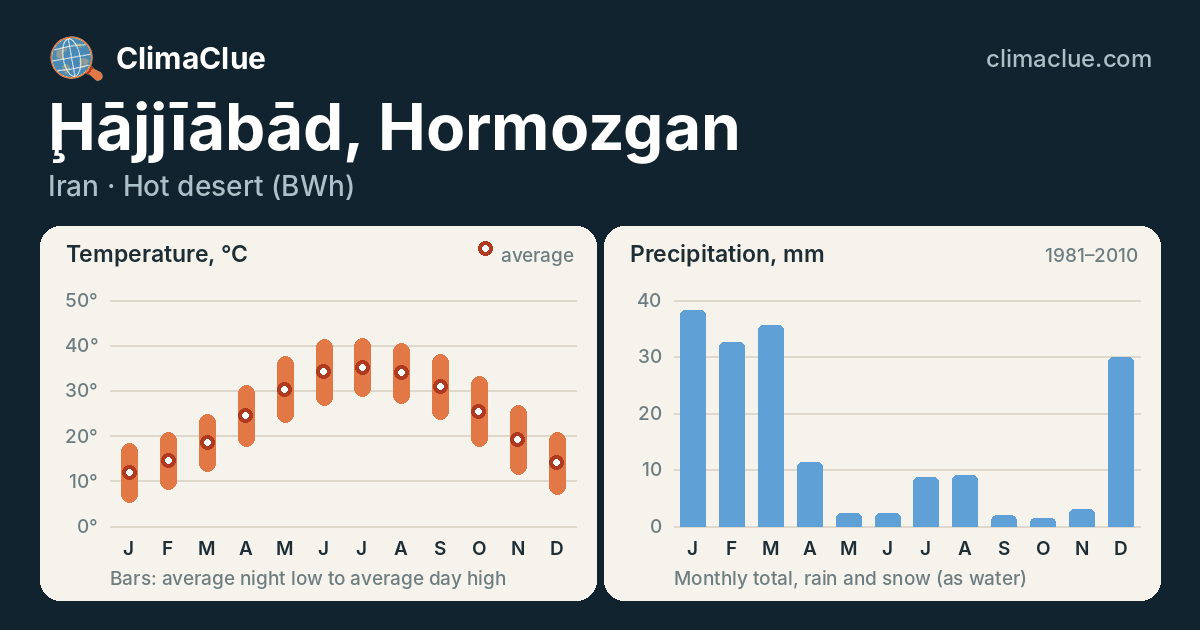 ClimaClue
climaclue.com
Ḩājjīābād, Hormozgan
Iran · Hot desert (BWh)
Temperature, °C
average
50°
40°
30°
20°
10°
0°
J F M A M J J A S O N D
Bars: average night low to average day high
Precipitation, mm
1981–2010
40
30
20
10
0
J F M A M J J A S O N D
Monthly total, rain and snow (as water)